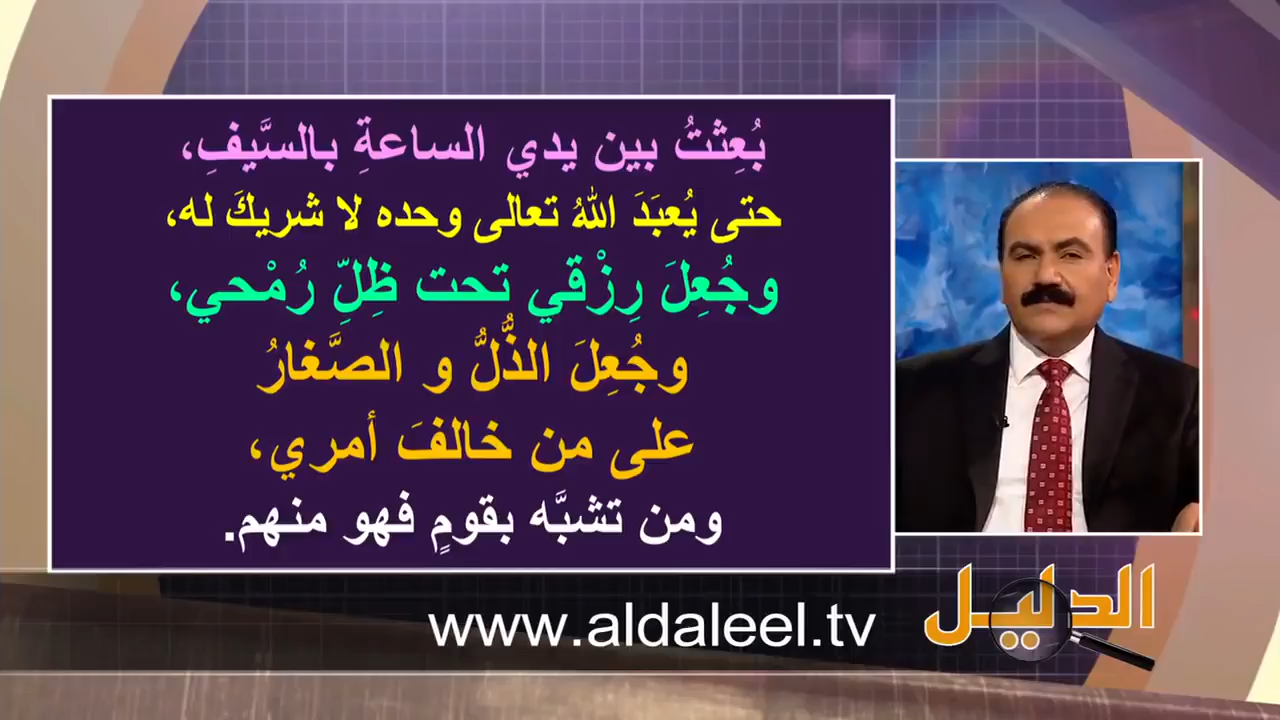 بُعِثتُ بين يدي الساعةِ بالسَّيفِ،
حتى يُعبَدَ اللهُ تعالى وحده لا شريكَ له،
وجُعِلَ رِزْقي تحت ظِلِّ رُمْحي،
وجُعِلَ الذُّلُّ و الصَّغارُ
على من خالفَ أمري،
ومن تشبَّه بقومٍ فهو منهم.
www.aldaleel.tv
الدليل